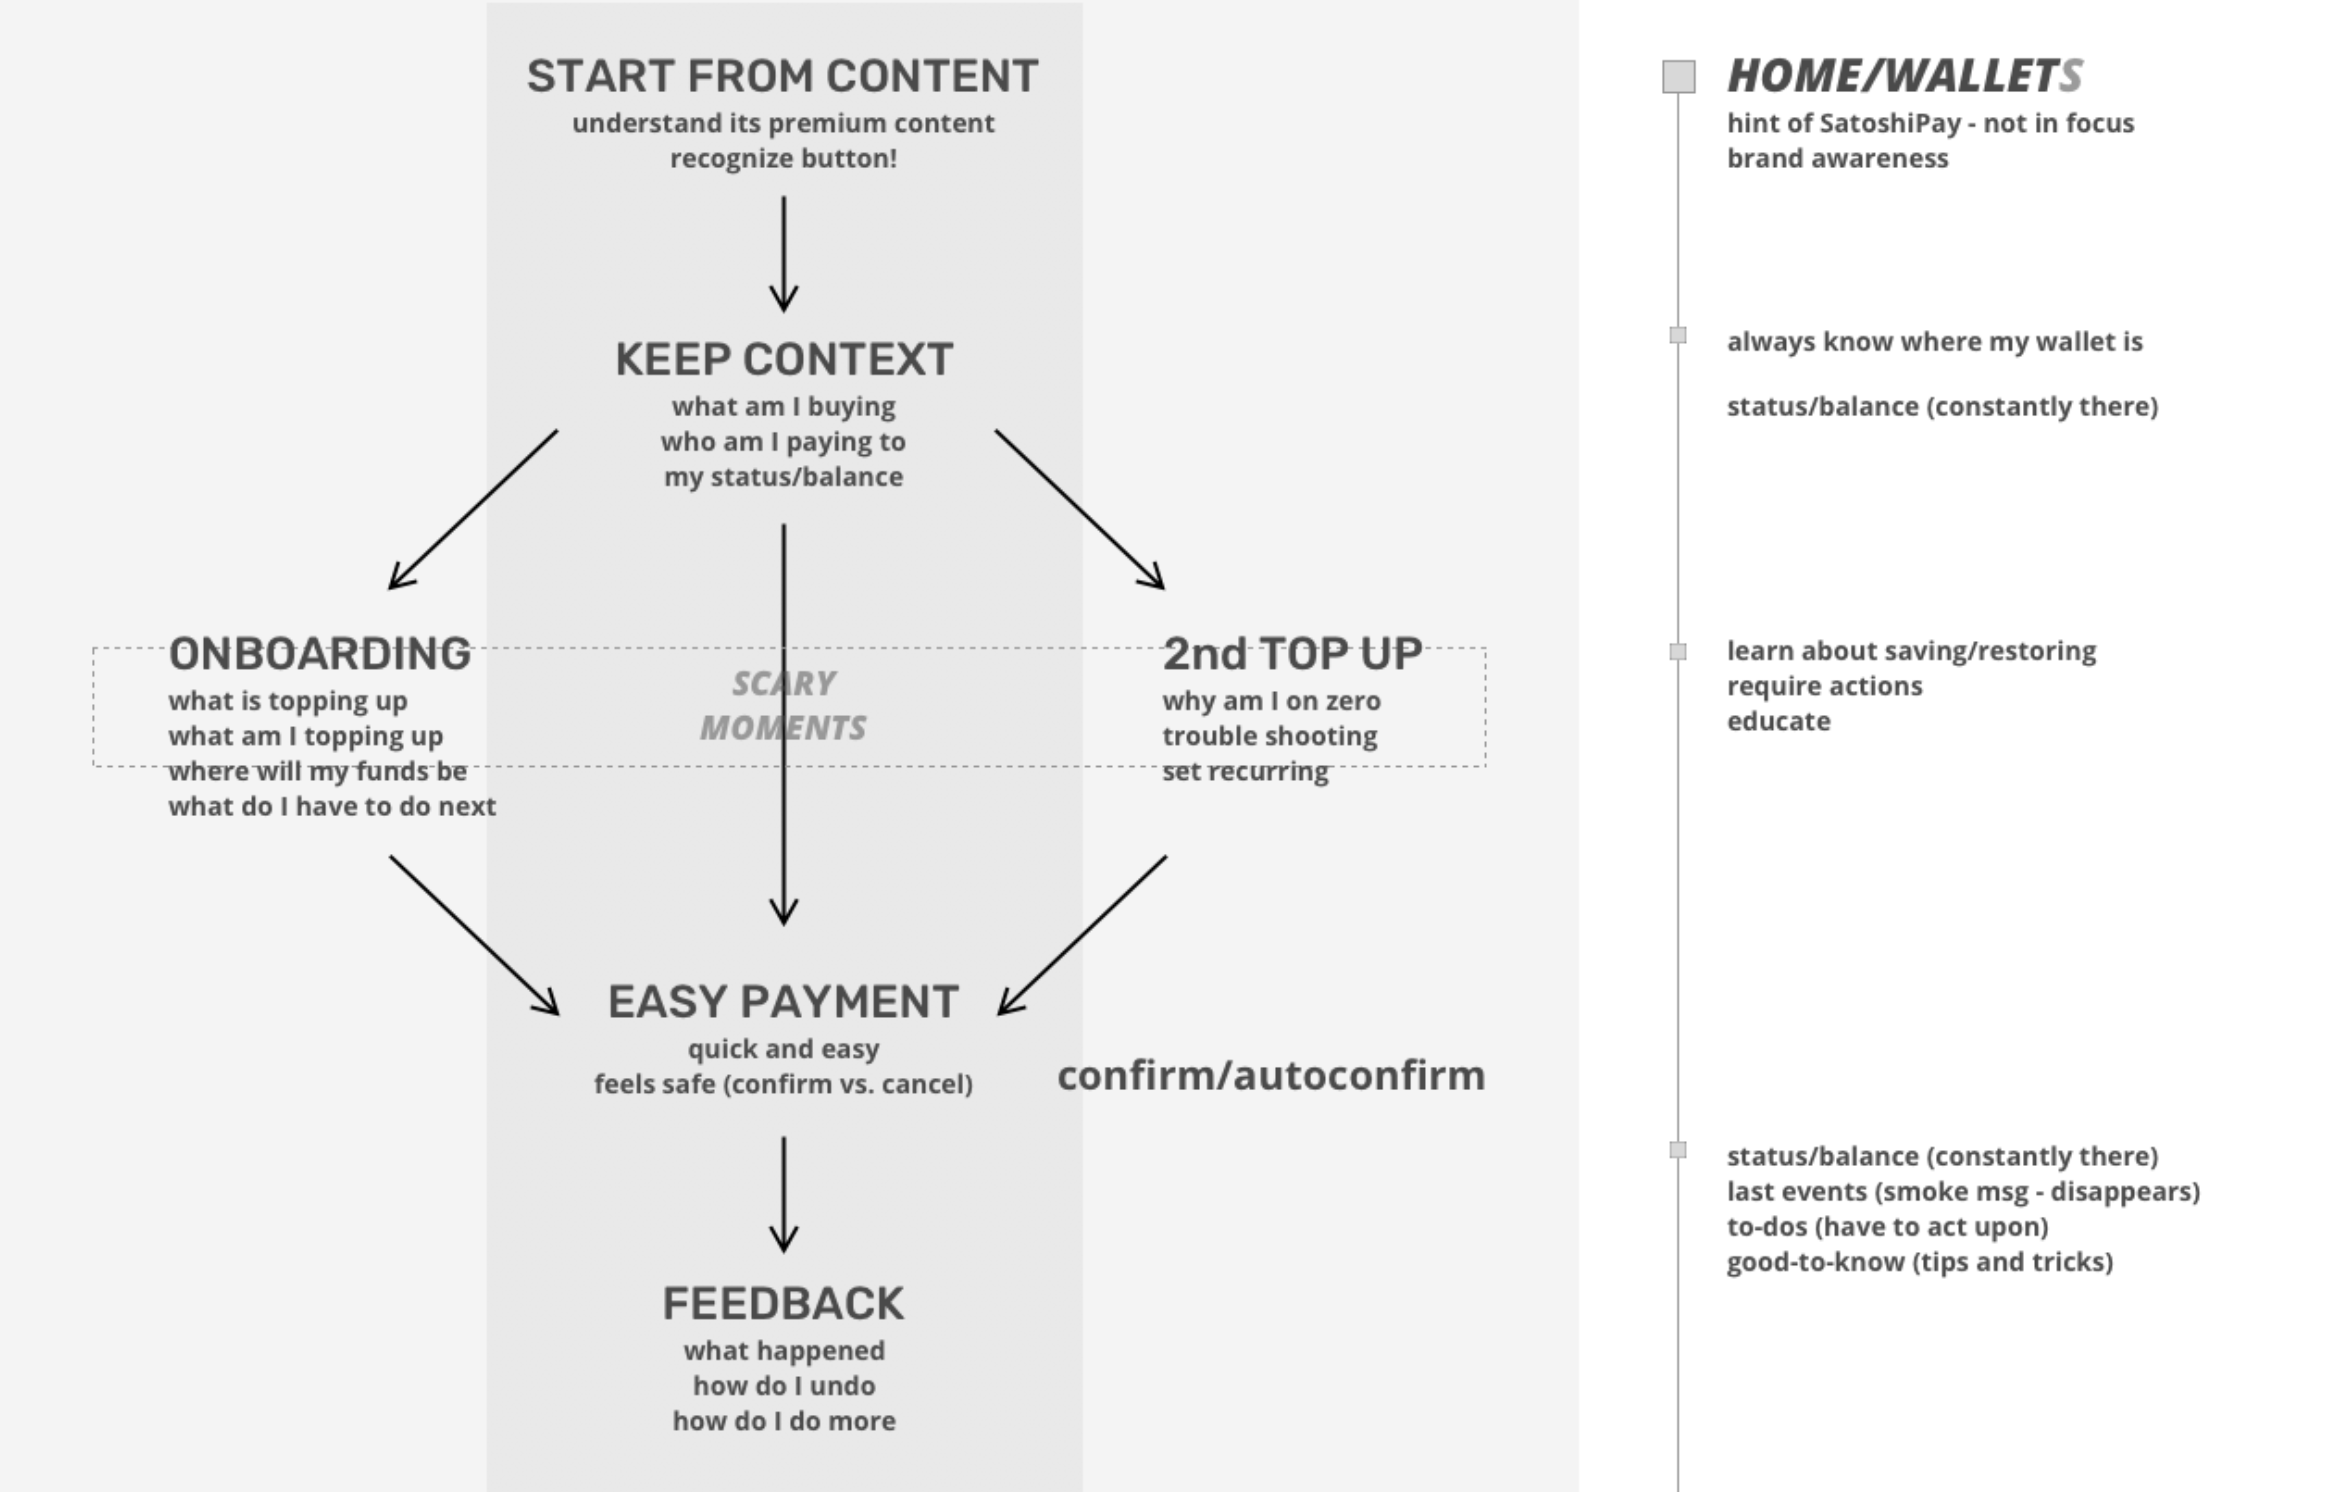 START FROM CONTENT
understand its premium content
recognize button!
KEEP CONTEXT
what am I buying
who am I paying to
my status/balance
ONBOARDING
what is topping up
what am I topping up
where will my funds be
what do I have to do next
SCARY
MOMENTS
2nd TOP UP
why am I on zero
trouble shooting
set recurring
EASY PAYMENT
quick and easy
feels safe (confirm vs. cancel)
confirm/autoconfirm
FEEDBACK
what happened
how do I undo
how do I do more
HOME/WALLETS
hint of SatoshiPay - not in focus
brand awareness
always know where my wallet is
status/balance (constantly there)
learn about saving/restoring
require actions
educate
status/balance (constantly there)
last events (smoke msg - disappears)
to-dos (have to act upon)
good-to-know (tips and tricks)